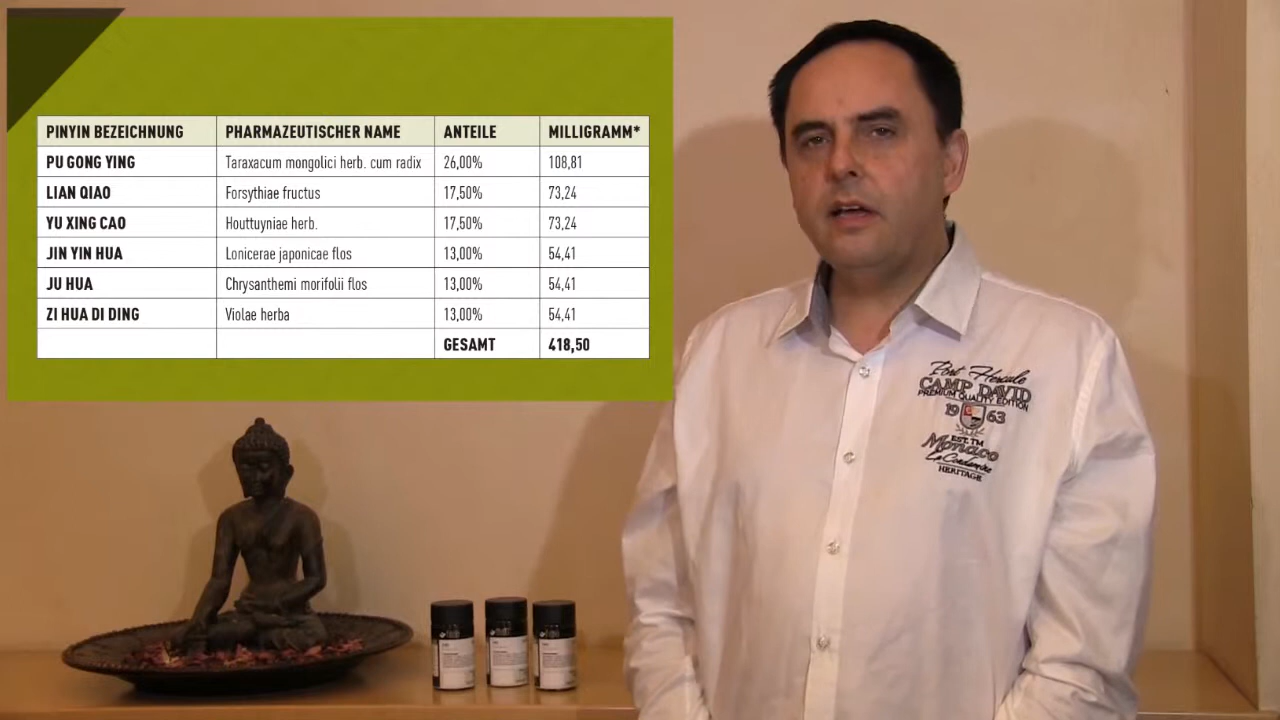 PINYIN BEZEICHNUNG PHARMAZEUTISCHER NAME ANTEILE MILLIGRAMM*
PU GONG YING Taraxacum mongolici herb. cum radix 26,00% 108,81
LIAN QIAO Forsythiae fructus 17,50% 73,24
YU XING CAO Houttuyniae herb. 17,50% 73,24
JIN YIN HUA Lonicerae japonicae flos 13,00% 54,41
JU HUA Chrysanthemi morifolii flos 13,00% 54,41
ZI HUA DI DING Violae herba 13,00% 54,41
GESAMT 418,50
Port Hercule
CAMP DAVID
PREMIUM QUALITY EDITION
19 63
EST. TM
Monaco
La Condamine
HERITAGE